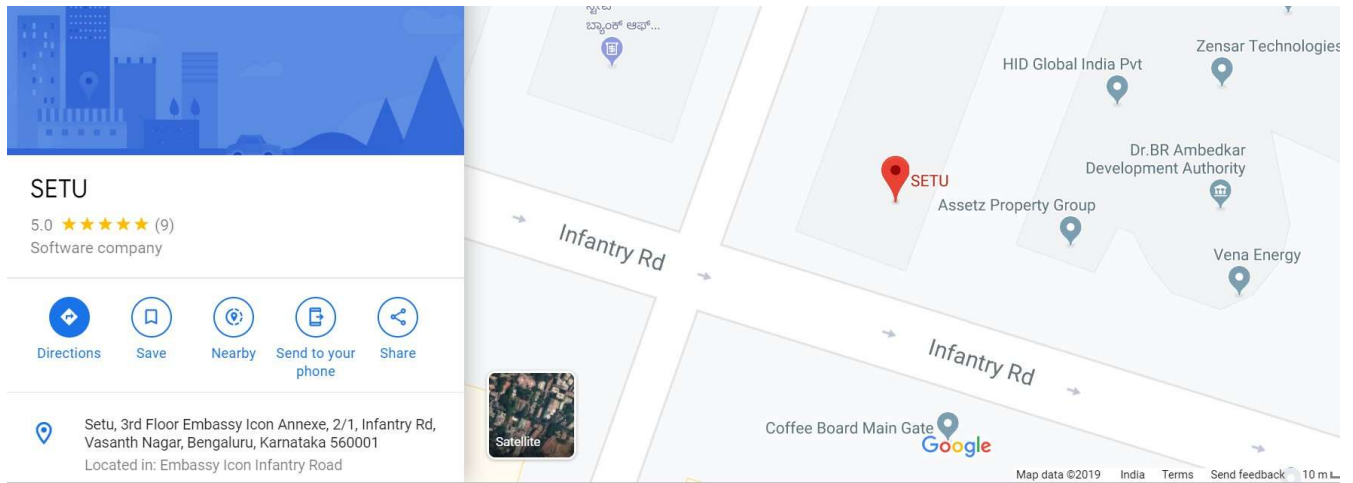 SETU
5.0 ★★★★★ (9)
Software company
Directions
Save
Nearby
Send to your
phone
Share
Setu, 3rd Floor Embassy Icon Annexe, 2/1, Infantry Rd,
Vasanth Nagar, Bengaluru, Karnataka 560001
Located in: Embassy Icon Infantry Road
ಬ್ಯಾಂಕ್ ಆಫ್...
HID Global India Pvt
Zensar Technologies
Dr.BR Ambedkar
Development Authority
SETU
Assetz Property Group
Vena Energy
Infantry Rd
Infantry Rd
Coffee Board Main Gate
Satellite
Google
Map data ©2019
India
Terms
Send feedback
10 m